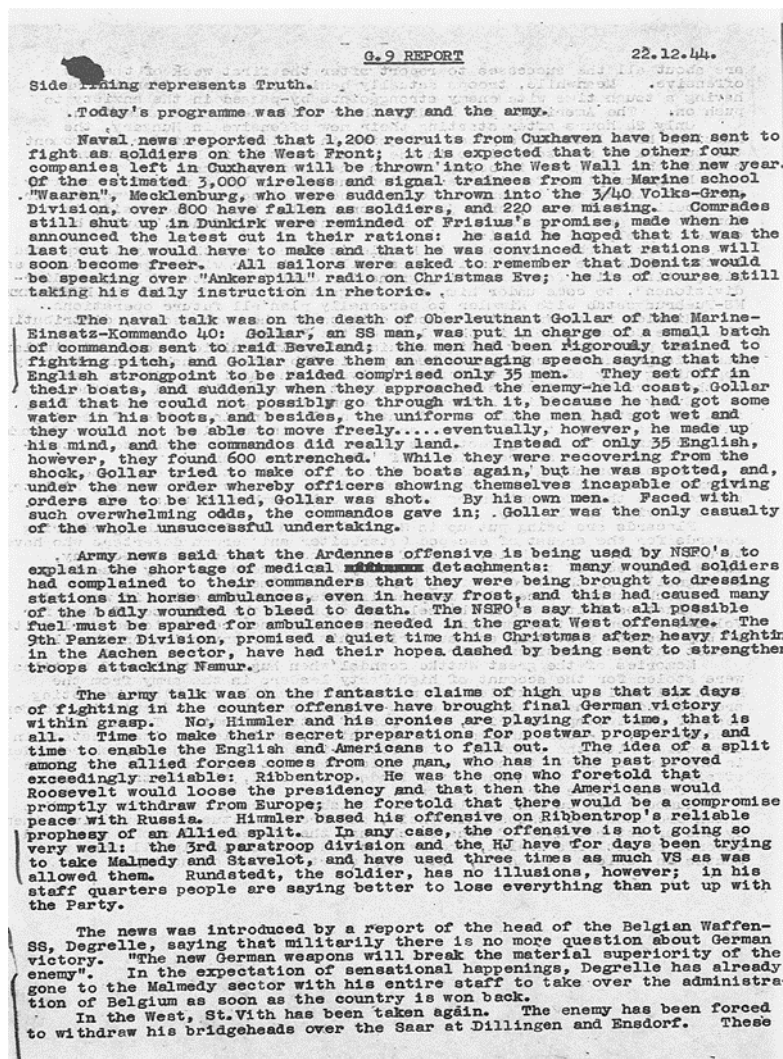 G.9 REPORT 22.12.44.
Side lining represents Truth.
Today's programme was for the navy and the army.
Naval news reported that 1,200 recruits from Cuxhaven have been sent to
fight as soldiers on the West Front; it is expected that the other four
companies left in Cuxhaven will be thrown into the West Wall in the new year.
Of the estimated 3,000 wireless and signal trainees from the Marine school
"Waaren", Mecklenburg, who were suddenly thrown into the 3/40 Volks-Gren,
Division, over 800 have fallen as soldiers, and 220 are missing. Comrades
still shut up in Dunkirk were reminded of Frisius's promise, made when he
announced the latest cut in their rations: he said he hoped that it was the
last cut he would have to make and that he was convinced that rations will
soon become freer. All sailors were asked to remember that Doenitz would
be speaking over "Ankerspill" radio on Christmas Eve; he is of course still
taking his daily instruction in rhetoric.
The naval talk was on the death of Oberleutnant Gollar of the Marine-
Einsatz-Kommando 40: Gollar, an SS man, was put in charge of a small batch
of commandos sent to raid Beveland; the men had been rigorously trained to
fighting pitch, and Gollar gave them an encouraging speech saying that the
English strongpoint to be raided comprised only 35 men. They set off in
their boats, and suddenly when they approached the enemy-held coast, Gollar
said that he could not possibly go through with it, because he had got some
water in his boots, and besides, the uniforms of the men had got wet and
they would not be able to move freely.....eventually, however, he made up
his mind, and the commandos did really land. Instead of only 35 English,
however, they found 600 entrenched. While they were recovering from the
shock, Gollar tried to make off to the boats again, but he was spotted, and,
under the new order whereby officers showing themselves incapable of giving
orders are to be killed, Gollar was shot. By his own men. Faced with
such overwhelming odds, the commandos gave in; Gollar was the only casualty
of the whole unsuccessful undertaking.
Army news said that the Ardennes offensive is being used by NSFO's to
explain the shortage of medical detachments: many wounded soldiers
had complained to their commanders that they were being brought to dressing
stations in horse ambulances, even in heavy frost, and this had caused many
of the badly wounded to bleed to death. The NSFO's say that all possible
fuel must be spared for ambulances needed in the great West offensive. The
9th Panzer Division, promised a quiet time this Christmas after heavy fightin
in the Aachen sector, have had their hopes dashed by being sent to strengthen
troops attacking Namur.
The army talk was on the fantastic claims of high ups that six days
of fighting in the counter offensive have brought final German victory
within grasp. No, Himmler and his cronies are playing for time, that is
all. Time to make their secret preparations for postwar prosperity, and
time to enable the English and Americans to fall out. The idea of a split
among the allied forces comes from one man, who has in the past proved
exceedingly reliable: Ribbentrop. He was the one who foretold that
Roosevelt would loose the presidency and that then the Americans would
promptly withdraw from Europe; he foretold that there would be a compromise
peace with Russia. Himmler based his offensive on Ribbentrop's reliable
prophesy of an Allied split. In any case, the offensive is not going so
very well: the 3rd paratroop division and the HJ have for days been trying
to take Malmedy and Stavelot, and have used three times as much VS as was
allowed them. Rundstedt, the soldier, has no illusions, however; in his
staff quarters people are saying better to lose everything than put up with
the Party.
The news was introduced by a report of the head of the Belgian Waffen-
SS, Degrelle, saying that militarily there is no more question about German
victory. "The new German weapons will break the material superiority of the
enemy". In the expectation of sensational happenings, Degrelle has already
gone to the Malmedy sector with his entire staff to take over the administra-
tion of Belgium as soon as the country is won back.
In the West, St.Vith has been taken again. The enemy has been forced
to withdraw his bridgeheads over the Saar at Dillingen and Ensdorf. These